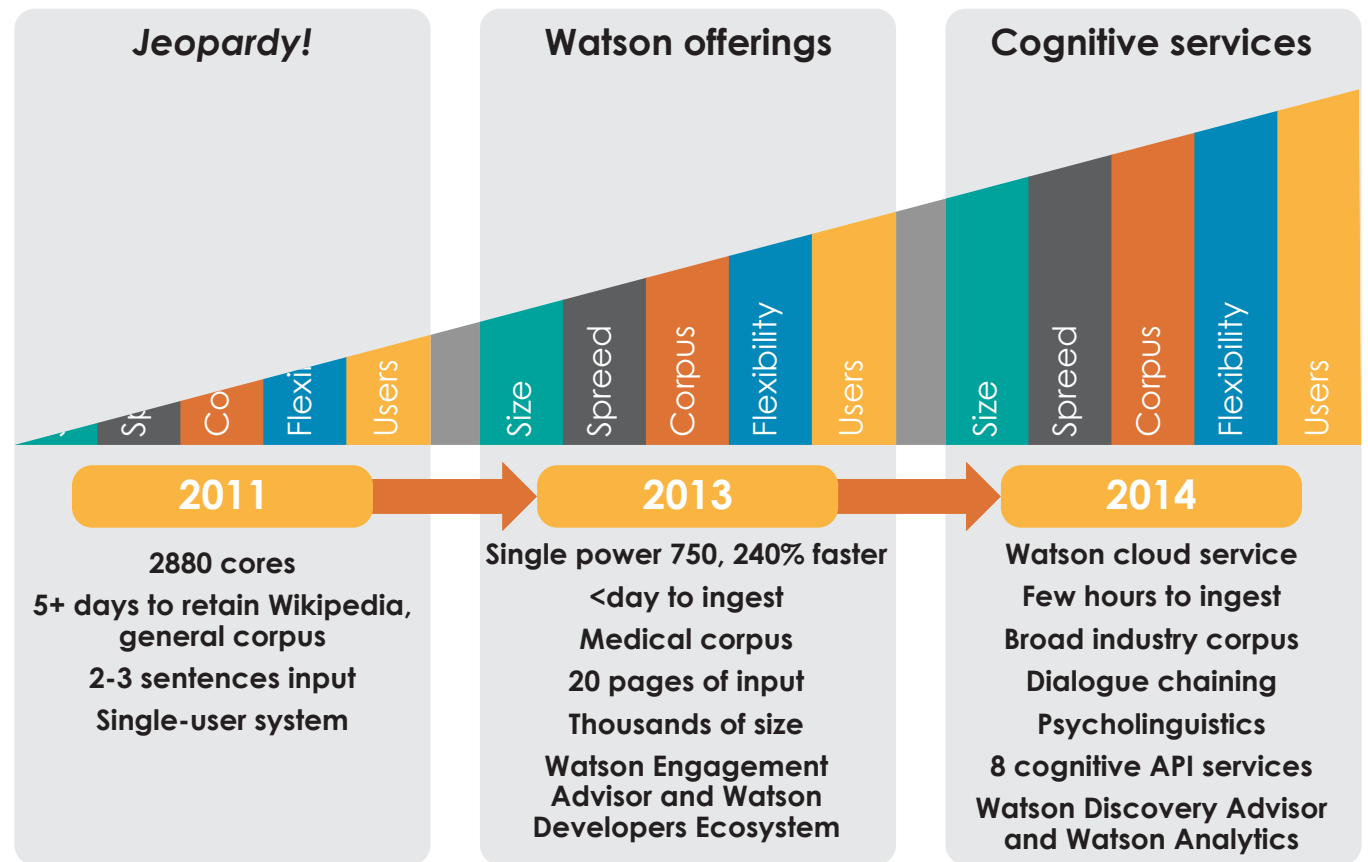 Jeopardy!
Users
2011
2880 cores
5+ days to retain Wikipedia,
general corpus
2-3 sentences input
Single-user system
Watson offerings
Size
Spreed
Corpus
Flexibility
Users
2013
Single power 750, 240% faster
<day to ingest
Medical corpus
20 pages of input
Thousands of size
Watson Engagement
Advisor and Watson
Developers Ecosystem
Cognitive services
Size
Spreed
Corpus
Flexibility
Users
2014
Watson cloud service
Few hours to ingest
Broad industry corpus
Dialogue chaining
Psycholinguistics
8 cognitive API services
Watson Discovery Advisor
and Watson Analytics